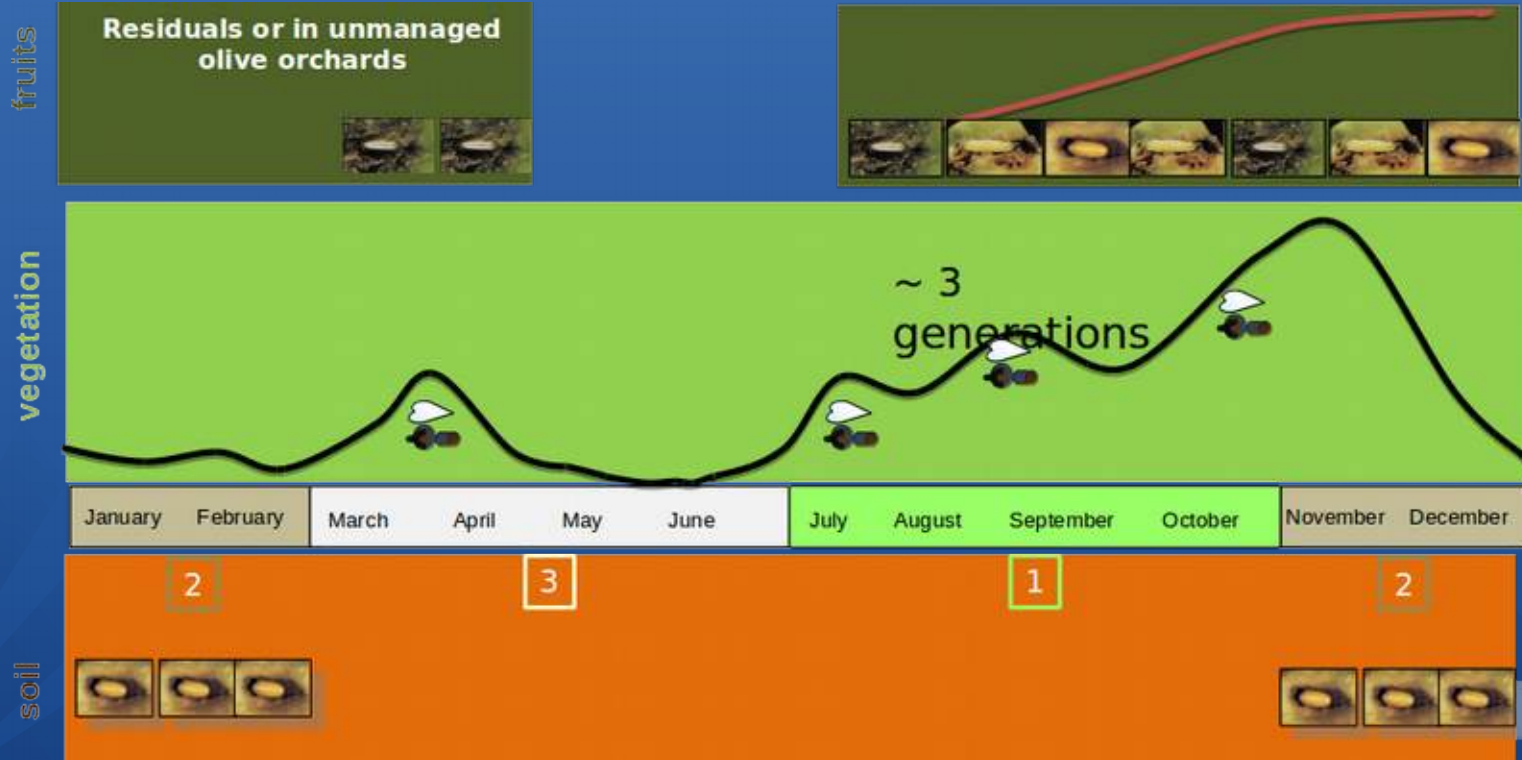 fruits
Residuals or in unmanaged
olive orchards
vegetation
~ 3
generations
January February March April May June July August September October November December
2 3 1 2
soil